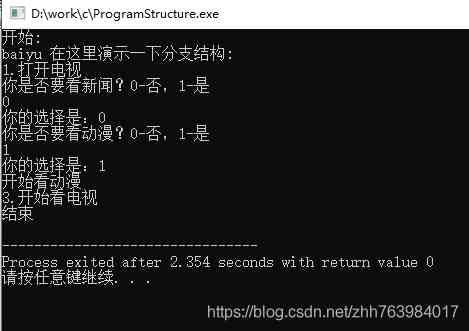 D:\work\c\ProgramStructure.exe
开始:
baiyu 在这里演示一下分支结构:
1.打开电视
你是否要看新闻？0-否，1-是
0
你的选择是：0
你是否要看动漫？0-否，1-是
1
你的选择是：1
开始看动漫
3.开始看电视
结束
--------------------------------
Process exited after 2.354 seconds with return value 0
请按任意键继续. . .
https://blog.csdn.net/zhh763984017